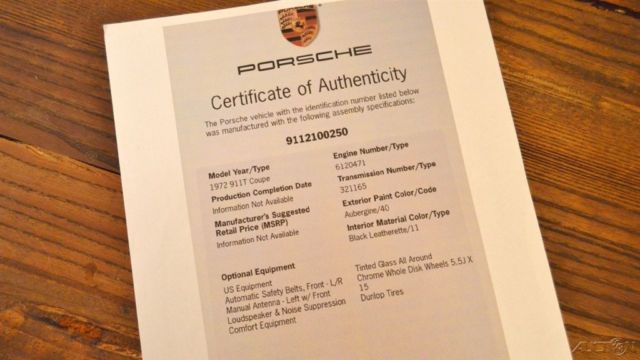 PORSCHE
Certificate of Authenticity
The Porsche vehicle with the identification number listed below
was manufactured with the following assembly specifications:
9112100250
Model Year/Type
1972 911T Coupe
Production Completion Date
Information Not Available
Manufacturer's Suggested
Retail Price (MSRP)
Information Not Available
Engine Number/Type
6120471
Transmission Number/Type
321165
Exterior Paint Color/Code
Aubergine/40
Interior Material Color/Type
Black Leatherette/11
Optional Equipment
US Equipment
Automatic Safety Belts, Front - L/R
Manual Antenna - Left w/ Front
Loudspeaker & Noise Suppression
Comfort Equipment
Tinted Glass All Around
Chrome Whole Disk Wheels 5.5J X
15
Dunlop Tires